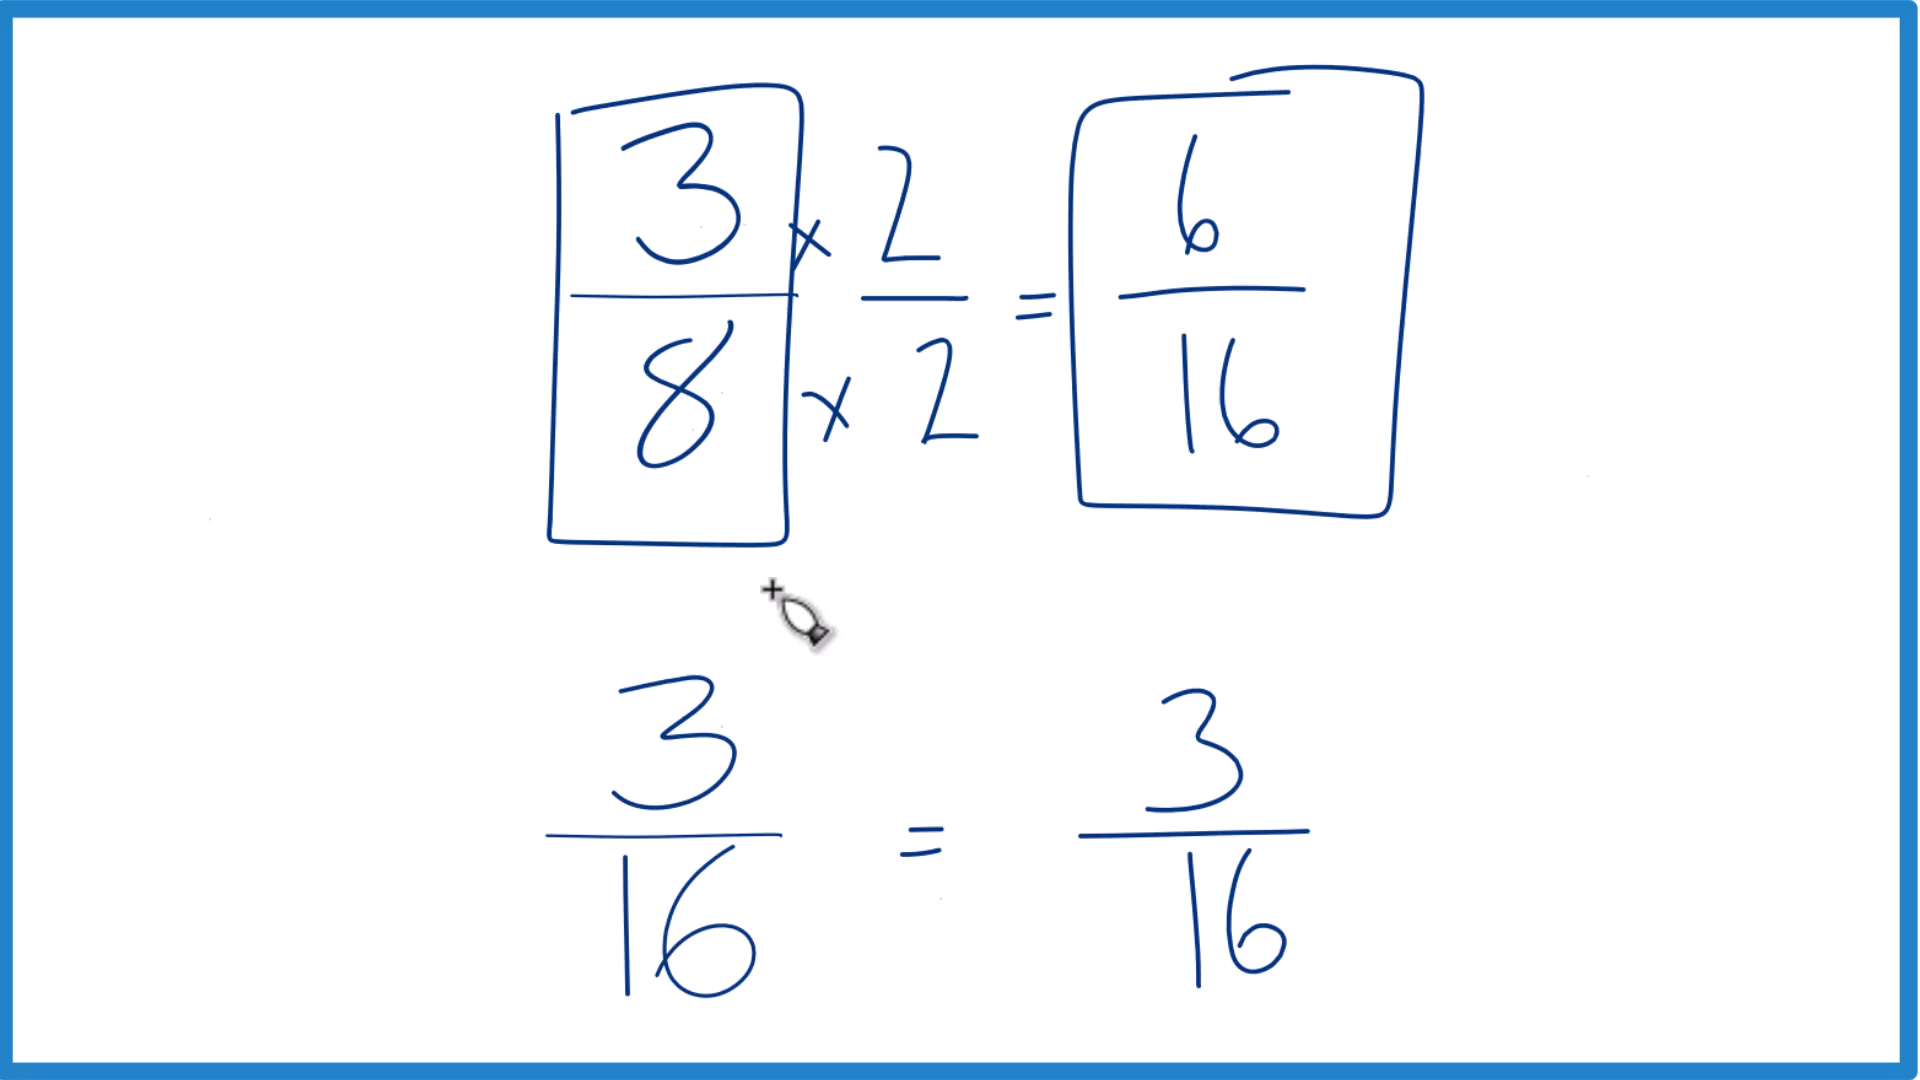 3/8 × 2/× 2 = 6/16
3/16 = 3/16